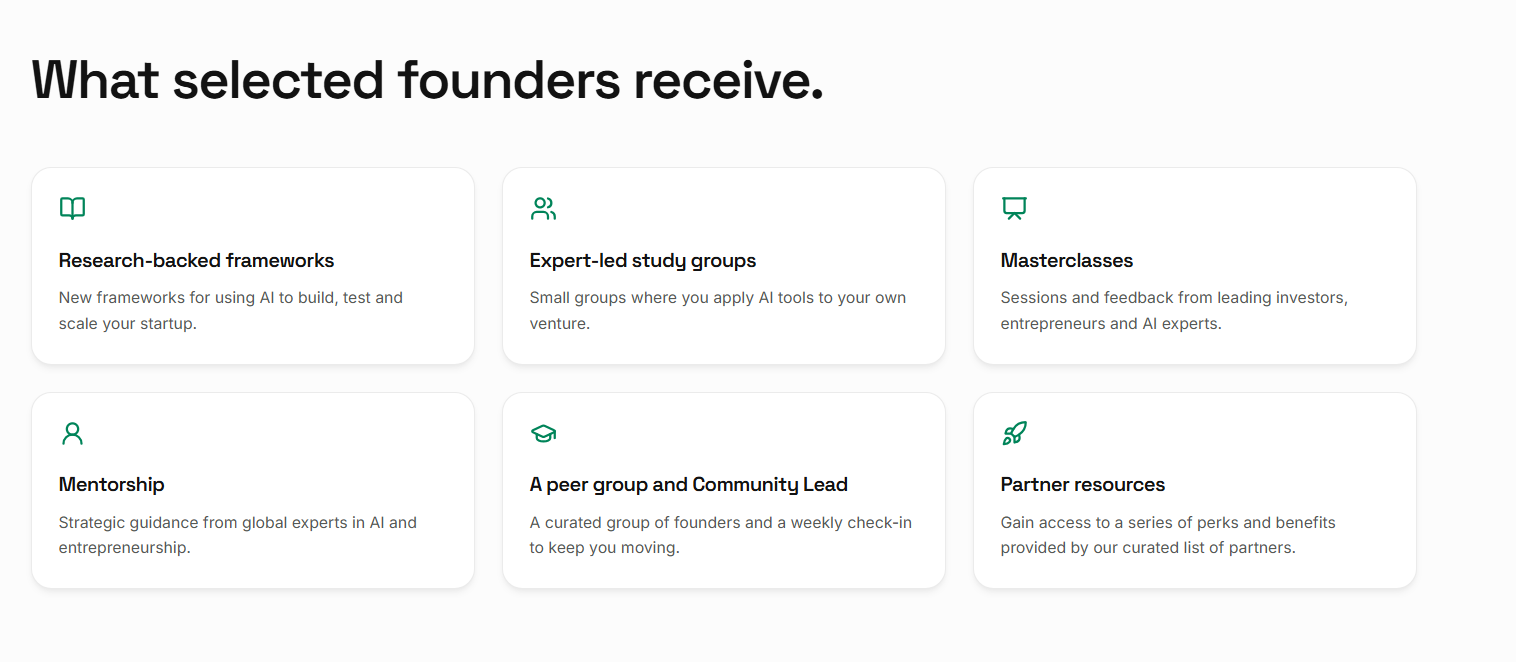 What selected founders receive.
Research-backed frameworks
New frameworks for using AI to build, test and
scale your startup.
Expert-led study groups
Small groups where you apply AI tools to your own
venture.
Masterclasses
Sessions and feedback from leading investors,
entrepreneurs and AI experts.
Mentorship
Strategic guidance from global experts in AI and
entrepreneurship.
A peer group and Community Lead
A curated group of founders and a weekly check-in
to keep you moving.
Partner resources
Gain access to a series of perks and benefits
provided by our curated list of partners.